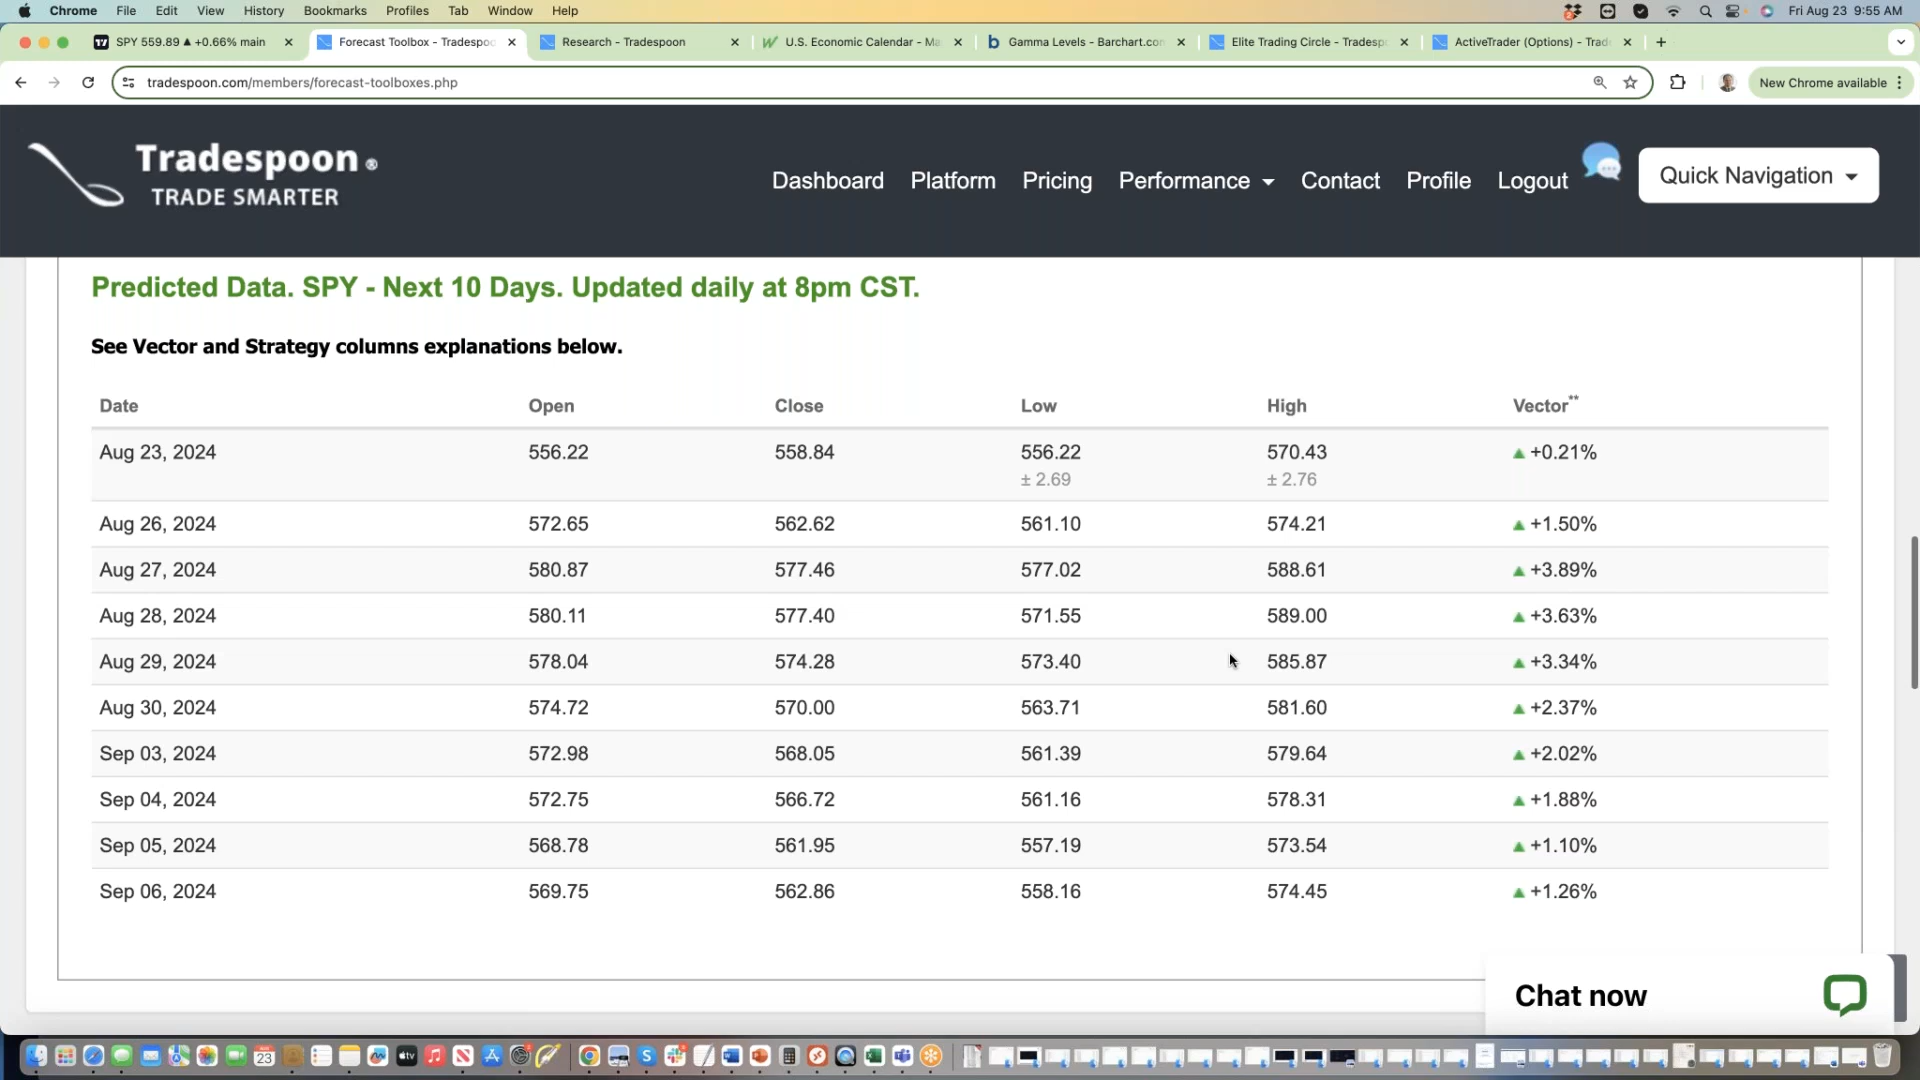 Chrome File Edit View History Bookmarks Profiles Tab Window Help Fri Aug 23 9:55 AM
SPY 559.89 ▲ +0.66% main Forecast Toolbox - Tradespoo Research - Tradespoon U.S. Economic Calendar - Ma Gamma Levels - Barchart.com Elite Trading Circle - Tradesp ActiveTrader (Options) - Trad
tradespoon.com/members/forecast-toolboxes.php New Chrome available
Tradespoon®
TRADE SMARTER
Dashboard Platform Pricing Performance Contact Profile Logout Quick Navigation
Predicted Data. SPY - Next 10 Days. Updated daily at 8pm CST.
See Vector and Strategy columns explanations below.
Date Open Close Low High Vector**
Aug 23, 2024 556.22 558.84 556.22 570.43 ▲ +0.21%
± 2.69 ± 2.76
Aug 26, 2024 572.65 562.62 561.10 574.21 ▲ +1.50%
Aug 27, 2024 580.87 577.46 577.02 588.61 ▲ +3.89%
Aug 28, 2024 580.11 577.40 571.55 589.00 ▲ +3.63%
Aug 29, 2024 578.04 574.28 573.40 585.87 ▲ +3.34%
Aug 30, 2024 574.72 570.00 563.71 581.60 ▲ +2.37%
Sep 03, 2024 572.98 568.05 561.39 579.64 ▲ +2.02%
Sep 04, 2024 572.75 566.72 561.16 578.31 ▲ +1.88%
Sep 05, 2024 568.78 561.95 557.19 573.54 ▲ +1.10%
Sep 06, 2024 569.75 562.86 558.16 574.45 ▲ +1.26%
Chat now
23
tv